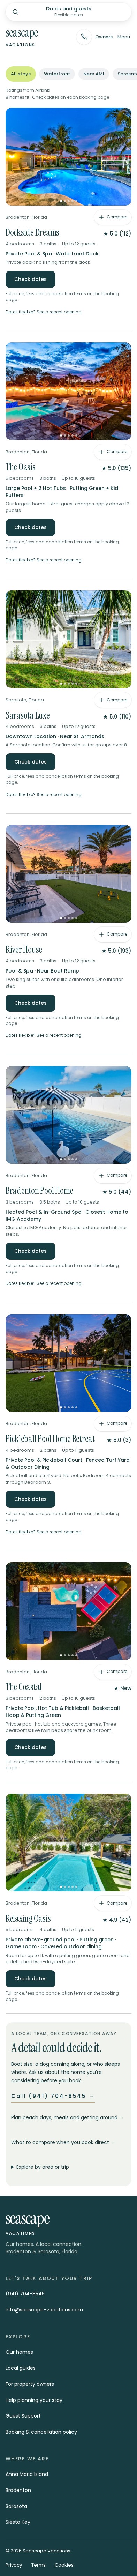 Dates and guests
Flexible dates
seascape
VACATIONS
Owners Menu
All stays Waterfront Near AMI Sarasota
Ratings from Airbnb
8 homes Check dates on each booking page
Bradenton, Florida + Compare
Dockside Dreams ★ 5.0 (112)
4 bedrooms 3 baths Up to 12 guests
Private Pool & Spa · Waterfront Dock
Private dock, no fishing from the dock
Check dates
Full price, fees and cancellation terms on the booking page.
Dates flexible? See a recent opening
Bradenton, Florida + Compare
The Oasis ★ 5.0 (135)
5 bedrooms 3 baths Up to 16 guests
Large Pool + 2 Hot Tubs · Putting Green + Kid Putters
Our largest home. Extra-guest charges apply above 12 guests.
Check dates
Full price, fees and cancellation terms on the booking page.
Dates flexible? See a recent opening
Sarasota, Florida + Compare
Sarasota Luxe ★ 5.0 (110)
4 bedrooms 3 baths Up to 12 guests
Downtown Location · Near St. Armands
A Sarasota location. Confirm with us for groups over 8.
Check dates
Full price, fees and cancellation terms on the booking page.
Dates flexible? See a recent opening
Bradenton, Florida + Compare
River House ★ 5.0 (193)
4 bedrooms 3 baths Up to 12 guests
Pool & Spa · Near Boat Ramp
Two king suites with ensuite bathrooms. One interior step.
Check dates
Full price, fees and cancellation terms on the booking page.
Dates flexible? See a recent opening
Bradenton, Florida + Compare
Bradenton Pool Home ★ 5.0 (44)
3 bedrooms 3.5 baths Up to 10 guests
Heated Pool & In-Ground Spa · Closest Home to IMG Academy
Closest to IMG Academy. No pets; exterior and interior steps.
Check dates
Full price, fees and cancellation terms on the booking page.
Dates flexible? See a recent opening
Bradenton, Florida + Compare
Pickleball Pool Home Retreat ★ 5.0 (3)
4 bedrooms 2 baths Up to 11 guests
Private Pool & Pickleball Court · Fenced Turf Yard & Outdoor Dining
Pickleball and a turf yard. No pets. Bedroom 4 connects through Bedroom 3.
Check dates
Full price, fees and cancellation terms on the booking page.
Dates flexible? See a recent opening
Bradenton, Florida + Compare
The Coastal ★ New
3 bedrooms 2 baths Up to 10 guests
Private Pool, Hot Tub & Pickleball · Basketball Hoop & Putting Green
Private pool, hot tub and backyard games. Three bedrooms; five twin beds share the bunk room.
Check dates
Full price, fees and cancellation terms on the booking page.
Bradenton, Florida + Compare
Relaxing Oasis ★ 4.9 (42)
5 bedrooms 4 baths Up to 11 guests
Private above-ground pool · Putting green · Game room · Covered outdoor dining
Room for up to 11, with a putting green, game room and a detached twin-daybed suite.
Check dates
Full price, fees and cancellation terms on the booking page.
A LOCAL TEAM, ONE CONVERSATION AWAY
A detail could decide it.
Boat size, a dog coming along, or who sleeps where. Ask us about the home you're considering before you book.
Call (941) 704-8545 →
Plan beach days, meals and getting around →
What to compare when you book direct →
▶ Explore by area or trip
seascape
VACATIONS
Our homes. A local connection.
Bradenton & Sarasota, Florida.
LET'S TALK ABOUT YOUR TRIP
(941) 704-8545
info@seascape-vacations.com
EXPLORE
Our homes
Local guides
For property owners
Help planning your stay
Guest Support
Booking & cancellation policy
WHERE WE ARE
Anna Maria Island
Bradenton
Sarasota
Siesta Key
© 2026 Seascape Vacations
Privacy Terms Cookies